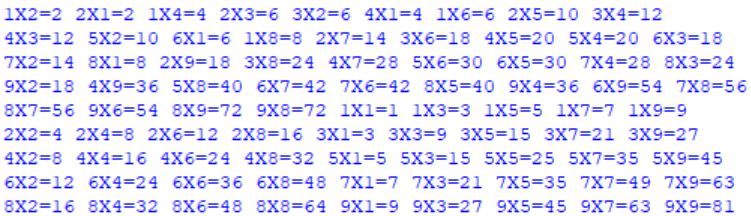 1X2=2 2X1=2 1X4=4 2X3=6 3X2=6 4X1=4 1X6=6 2X5=10 3X4=12
4X3=12 5X2=10 6X1=6 1X8=8 2X7=14 3X6=18 4X5=20 5X4=20 6X3=18
7X2=14 8X1=8 2X9=18 3X8=24 4X7=28 5X6=30 6X5=30 7X4=28 8X3=24
9X2=18 4X9=36 5X8=40 6X7=42 7X6=42 8X5=40 9X4=36 6X9=54 7X8=56
8X7=56 9X6=54 8X9=72 9X8=72 1X1=1 1X3=3 1X5=5 1X7=7 1X9=9
2X2=4 2X4=8 2X6=12 2X8=16 3X1=3 3X3=9 3X5=15 3X7=21 3X9=27
4X2=8 4X4=16 4X6=24 4X8=32 5X1=5 5X3=15 5X5=25 5X7=35 5X9=45
6X2=12 6X4=24 6X6=36 6X8=48 7X1=7 7X3=21 7X5=35 7X7=49 7X9=63
8X2=16 8X4=32 8X6=48 8X8=64 9X1=9 9X3=27 9X5=45 9X7=63 9X9=81